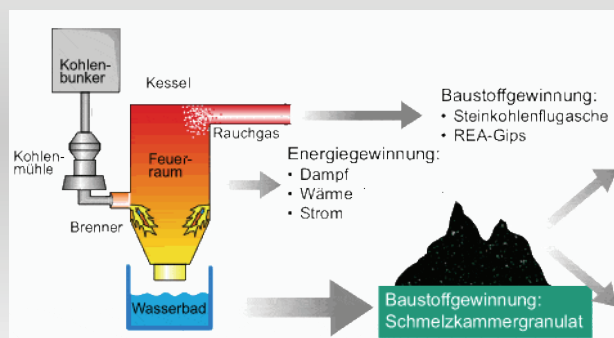 Kohlen-
bunker
Kessel
Rauchgas
Kohlen-
mühle
Feuer-
raum
Brenner
Wasserbad
Baustoffgewinnung:
• Steinkohlenflugasche
• REA-Gips
Energiegewinnung:
• Dampf
• Wärme
• Strom
Baustoffgewinnung:
Schmelzkammergranulat